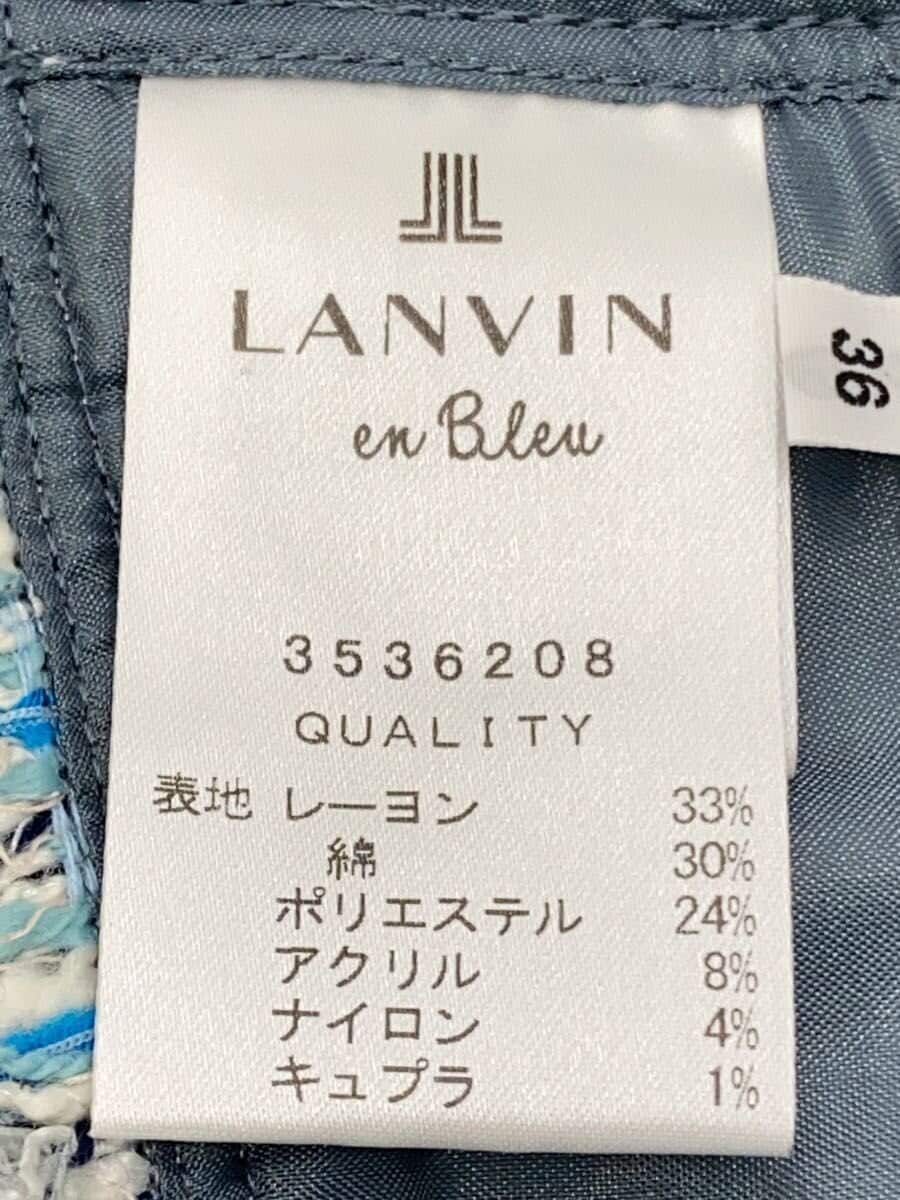 LANVIN
en Bleu
36
3536208
QUALITY
表地 レーヨン 33%
綿 30%
ポリエステル 24%
アクリル 8%
ナイロン 4%
キュプラ 1%